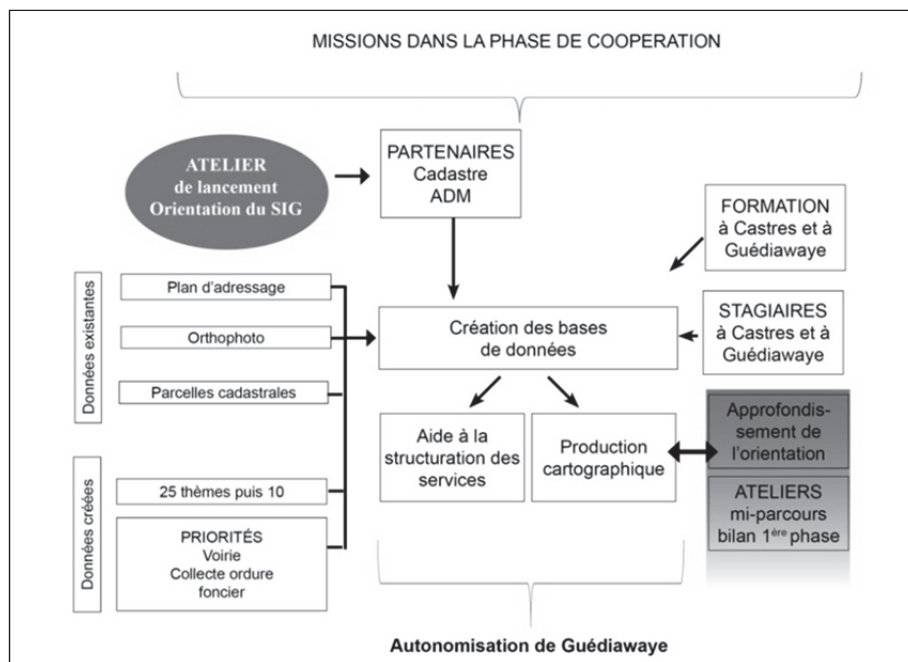 MISSIONS DANS LA PHASE DE COOPERATION
ATELIER
de lancement
Orientation du SIG
PARTENAIRES
Cadastre
ADM
FORMATION
à Castres et à
Guédiawaye
Données existantes
Plan d'adressage
Orthophoto
Parcelles cadastrales
Création des bases
de données
STAGIAIRES
à Castres et à
Guédiawaye
Aide à la
structuration des
services
Production
cartographique
Approfondis-
sement de
l'orientation
ATELIERS
mi-parcours
bilan 1ère phase
Données créées
25 thèmes puis 10
PRIORITÉS
Voirie
Collecte ordure
foncier
Autonomisation de Guédiawaye